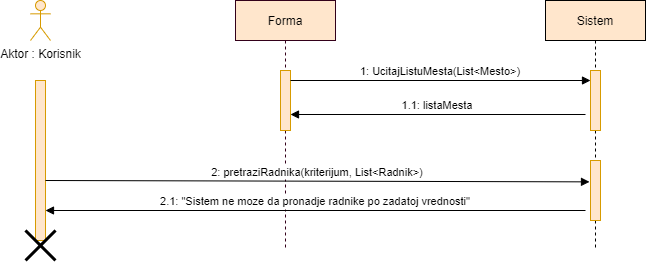 Forma
Sistem
Aktor : Korisnik
1: UcitajListuMesta(List<Mesto>)
1.1: listaMesta
2: pretraziRadnika(kriterijum, List<Radnik>)
2.1: "Sistem ne moze da pronadje radnike po zadatoj vrednosti"